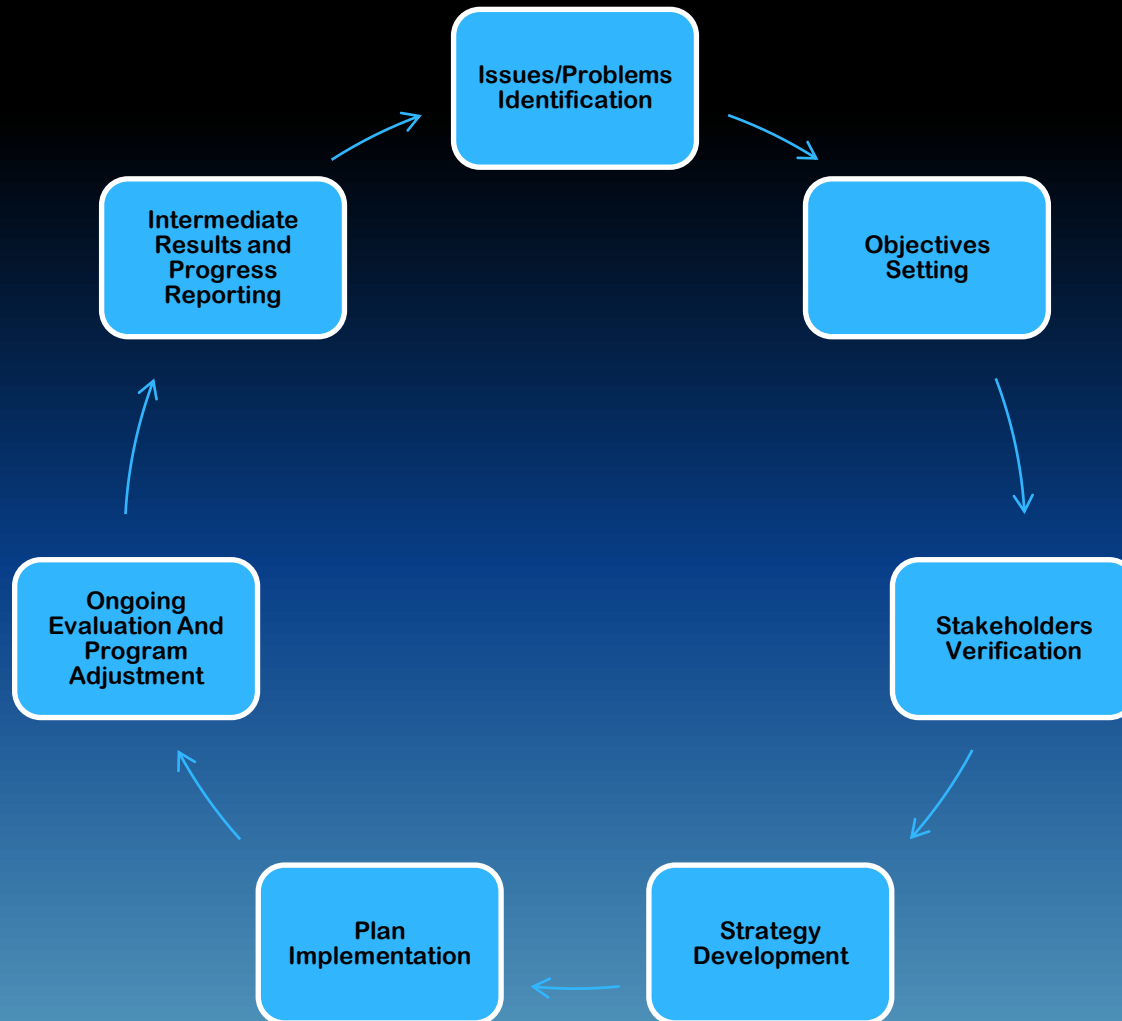 Issues/Problems
Identification
Objectives
Setting
Stakeholders
Verification
Strategy
Development
Plan
Implementation
Ongoing
Evaluation And
Program
Adjustment
Intermediate
Results and
Progress
Reporting